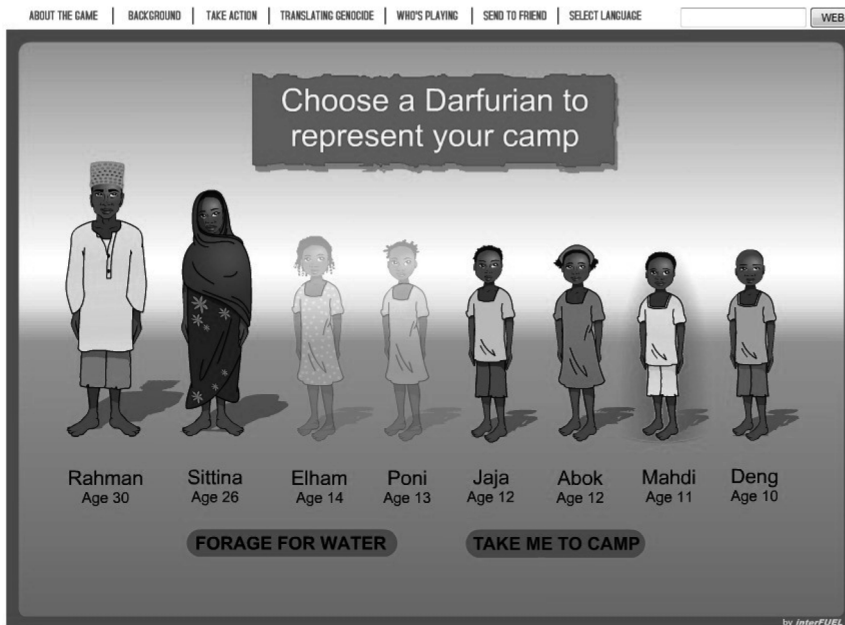 ABOUT THE GAME | BACKGROUND | TAKE ACTION | TRANSLATING GENOCIDE | WHO'S PLAYING | SEND TO FRIEND | SELECT LANGUAGE WEB
Choose a Darfurian to
represent your camp
Rahman Sittina Elham Poni Jaja Abok Mahdi Deng
Age 30 Age 26 Age 14 Age 13 Age 12 Age 12 Age 11 Age 10
FORAGE FOR WATER TAKE ME TO CAMP
by interFUEL